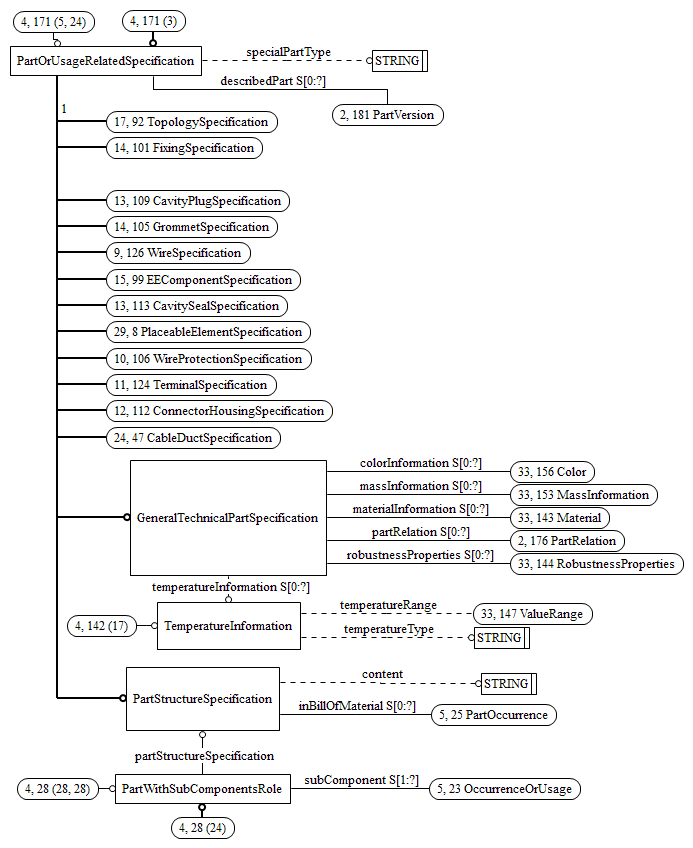 4, 171 (5, 24)
4, 171 (3)
PartOrUsageRelatedSpecification
specialPartType
STRING
describedPart S[0:?]
2, 181 PartVersion
1
17, 92 TopologySpecification
14, 101 FixingSpecification
13, 109 CavityPlugSpecification
14, 105 GrommetSpecification
9, 126 WireSpecification
15, 99 EEComponentSpecification
13, 113 CavitySealSpecification
29, 8 PlaceableElementSpecification
10, 106 WireProtectionSpecification
11, 124 TerminalSpecification
12, 112 ConnectorHousingSpecification
24, 47 CableDuctSpecification
GeneralTechnicalPartSpecification
colorInformation S[0:?]
33, 156 Color
massInformation S[0:?]
33, 153 MassInformation
materialInformation S[0:?]
33, 143 Material
partRelation S[0:?]
2, 176 PartRelation
robustnessProperties S[0:?]
33, 144 RobustnessProperties
temperatureInformation S[0:?]
4, 142 (17)
TemperatureInformation
temperatureRange
33, 147 ValueRange
temperatureType
STRING
PartStructureSpecification
content
STRING
inBillOfMaterial S[0:?]
5, 25 PartOccurrence
partStructureSpecification
4, 28 (28, 28)
PartWithSubComponentsRole
subComponent S[1:?]
5, 23 OccurrenceOrUsage
4, 28 (24)